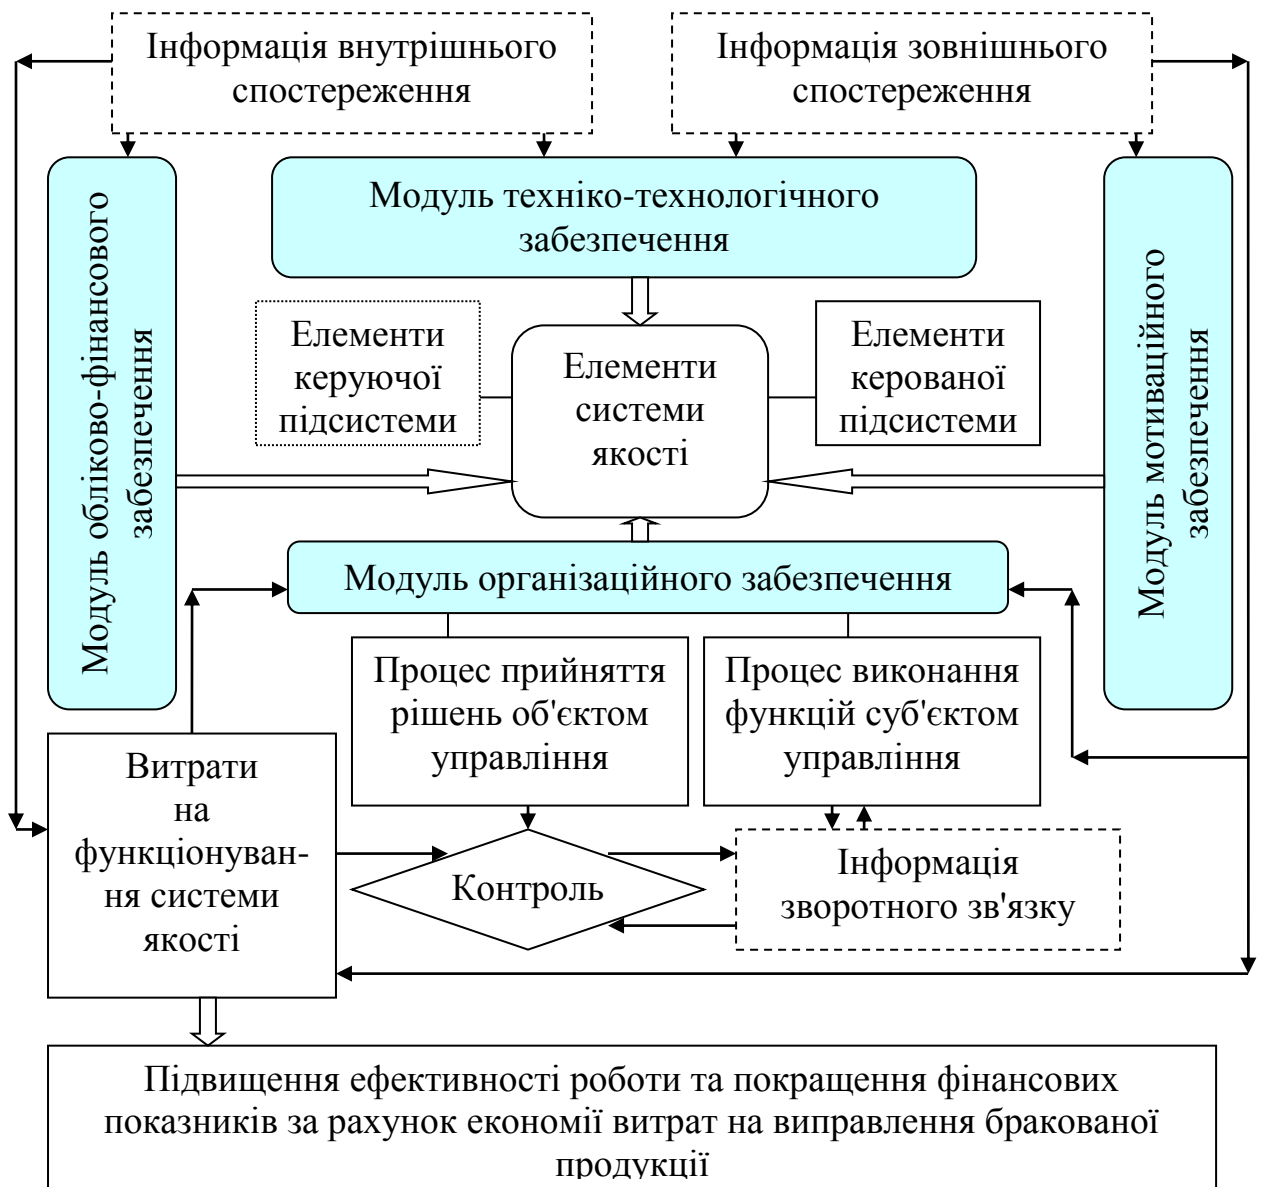 Інформація внутрішнього
спостереження
Інформація зовнішнього
спостереження
Модуль обліково-фінансового
забезпечення
Модуль техніко-технологічного
забезпечення
Модуль мотиваційного
забезпечення
Елементи
керуючої
підсистеми
Елементи
системи
якості
Елементи
керованої
підсистеми
Модуль організаційного забезпечення
Процес прийняття
рішень об'єктом
управління
Процес виконання
функцій суб'єктом
управління
Витрати
на
функціонуван-
ня системи
якості
Контроль
Інформація
зворотного зв'язку
Підвищення ефективності роботи та покращення фінансових
показників за рахунок економії витрат на виправлення бракованої
продукції